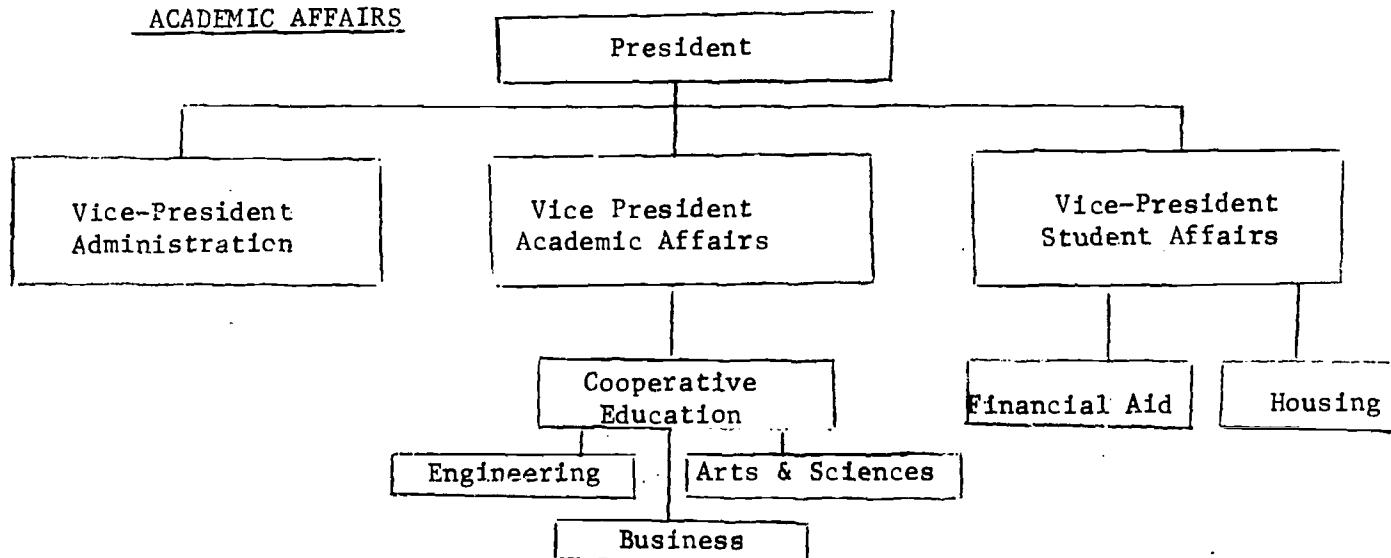 ACADEMIC AFFAIRS
President
Vice-President
Administration
Vice President
Academic Affairs
Vice-President
Student Affairs
Cooperative
Education
Financial Aid
Housing
Engineering
Arts & Sciences
Business